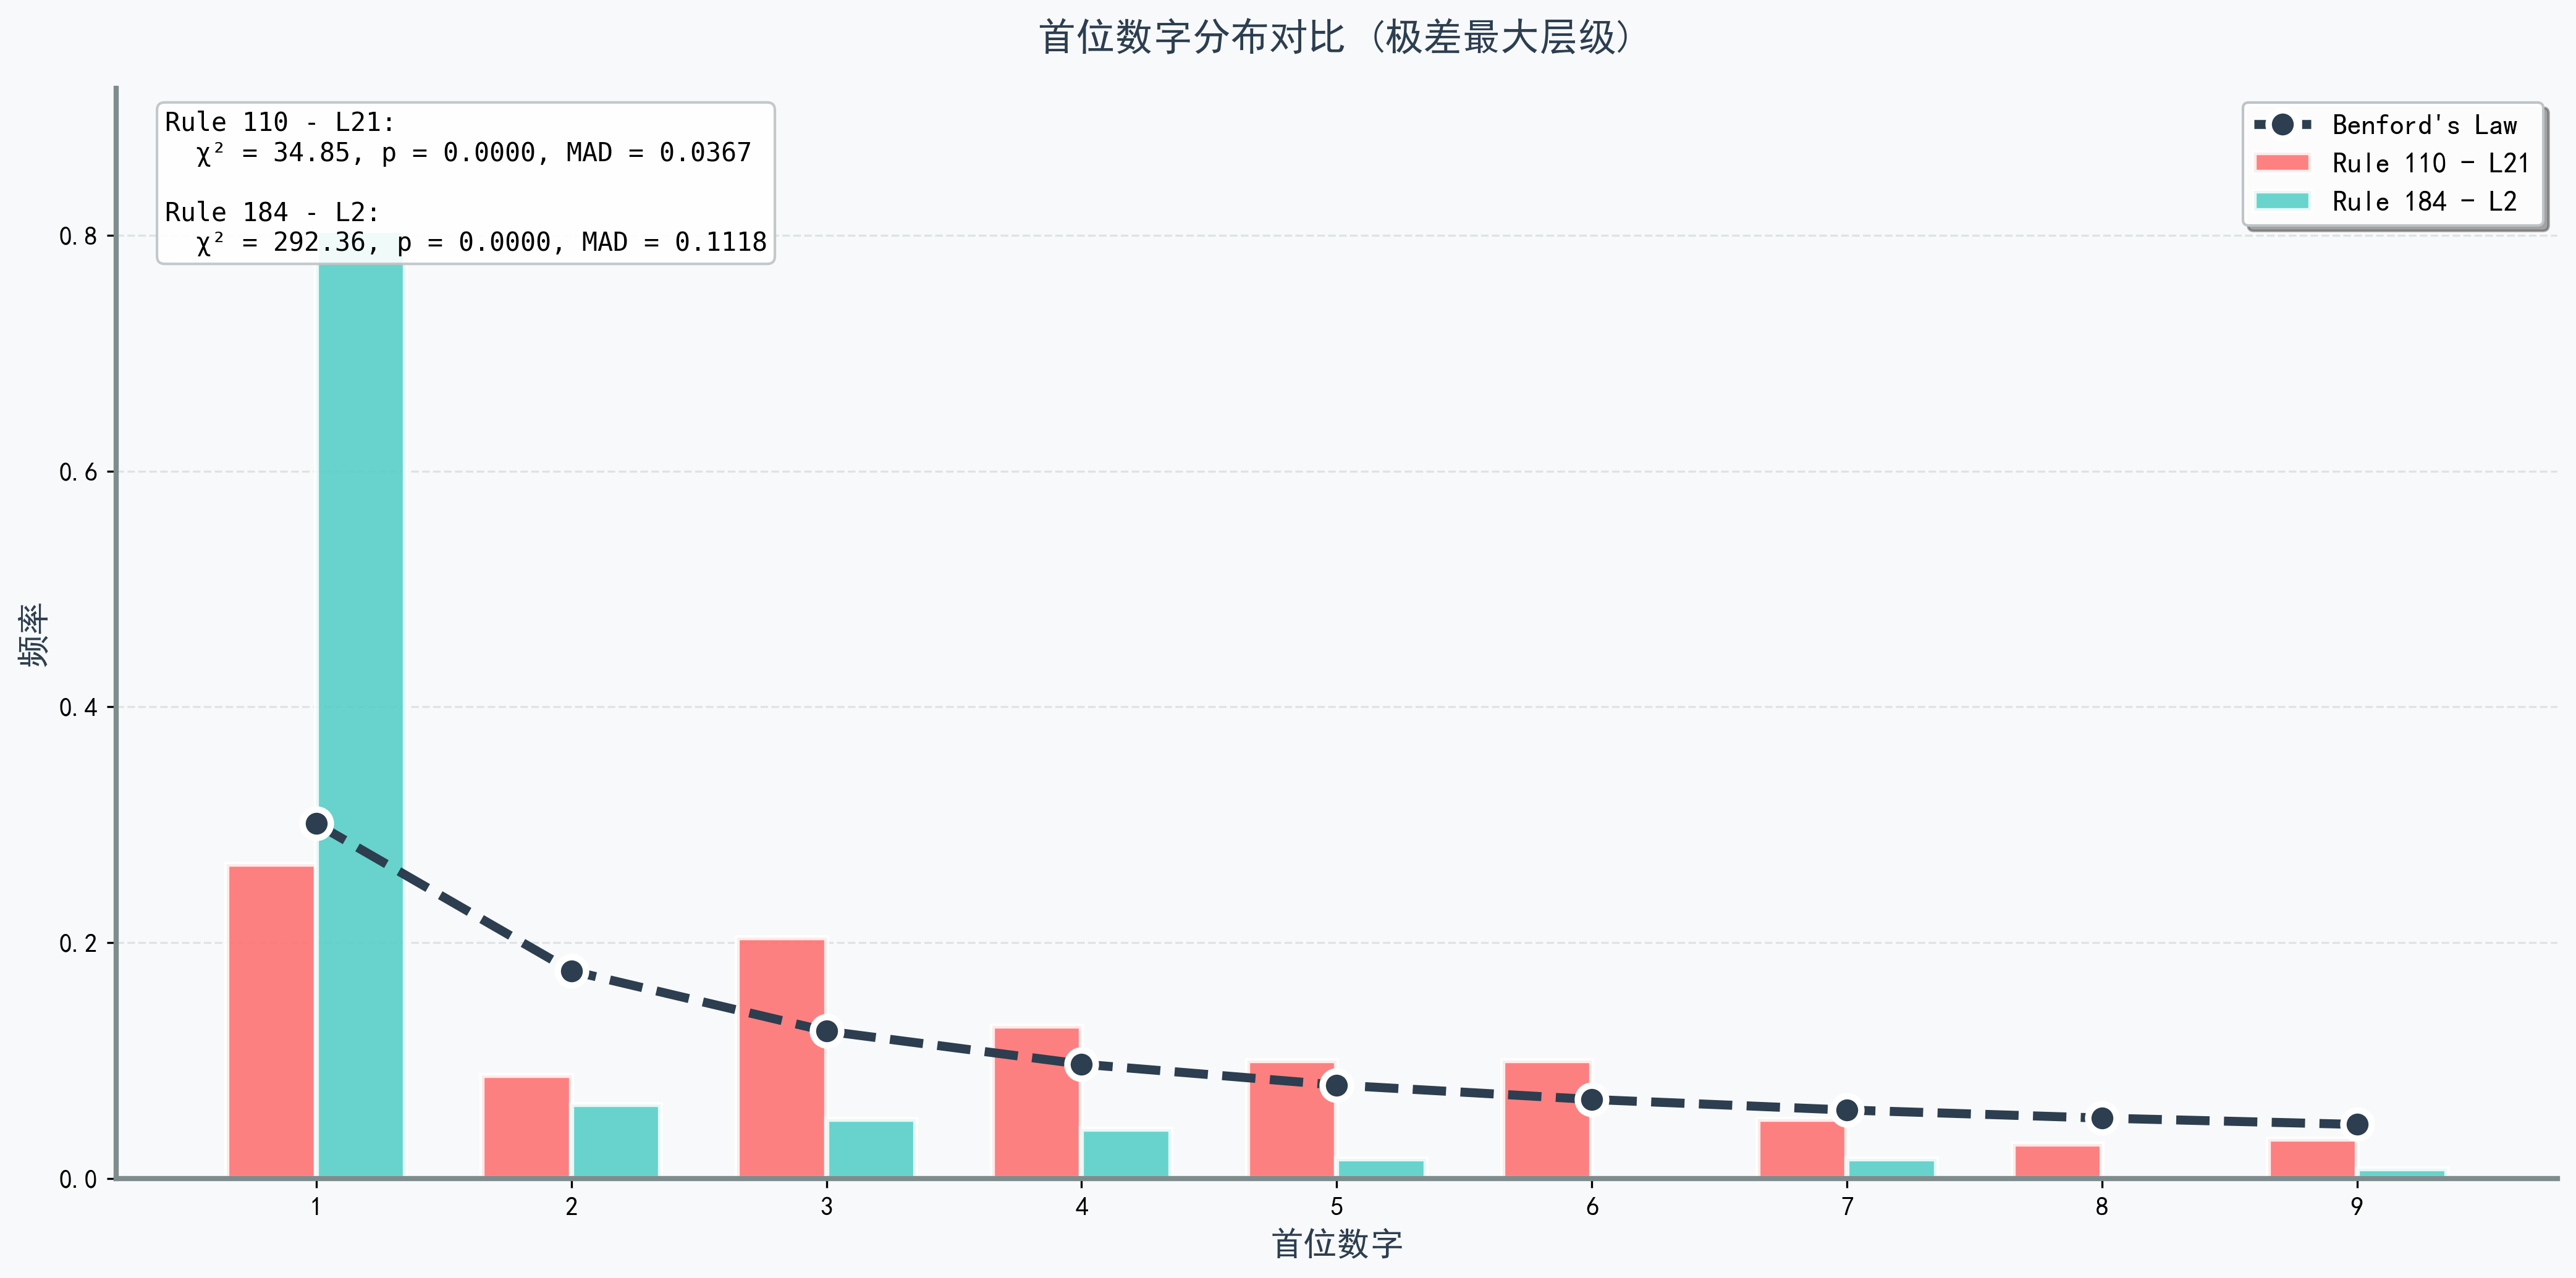 首位数字分布对比 (极差最大层级)
Rule 110 - L21:
χ² = 34.85, p = 0.0000, MAD = 0.0367
Rule 184 - L2:
χ² = 292.36, p = 0.0000, MAD = 0.1118
Benford's Law
Rule 110 - L21
Rule 184 - L2
频率
0.8
0.6
0.4
0.2
0.0
1 2 3 4 5 6 7 8 9
首位数字